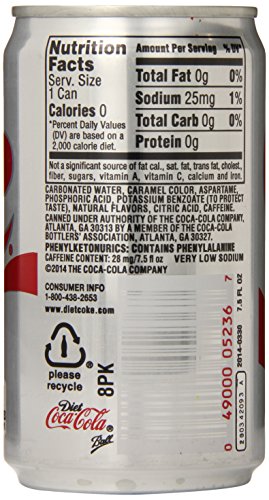 Nutrition Facts
Serv. Size
1 Can
Calories 0
*Percent Daily Values
(DV) are based on a
2,000 calorie diet.
Amount Per Serving % DV*
Total Fat 0g 0%
Sodium 25mg 1%
Total Carb 0g 0%
Protein 0g
Not a significant source of fat cal., sat. fat, trans fat, cholest.,
fiber, sugars, vitamin A, vitamin C, calcium and iron.
CARBONATED WATER, CARAMEL COLOR, ASPARTAME,
PHOSPHORIC ACID, POTASSIUM BENZOATE (TO PROTECT
TASTE), NATURAL FLAVORS, CITRIC ACID, CAFFEINE.
CANNED UNDER AUTHORITY OF THE COCA-COLA COMPANY,
ATLANTA, GA 30313 BY A MEMBER OF THE COCA-COLA
BOTTLERS' ASSOCIATION, ATLANTA, GA 30327.
PHENYLKETONURICS: CONTAINS PHENYLALANINE
CAFFEINE CONTENT: 28 mg/7.5 fl oz VERY LOW SODIUM
©2014 THE COCA-COLA COMPANY
CONSUMER INFO
1-800-438-2653
www.dietcoke.com
please
recycle
8PK
Diet
Coca-Cola
Ball
0 49000 05236 7
2014-0330 7.5 FL OZ
28034209З A